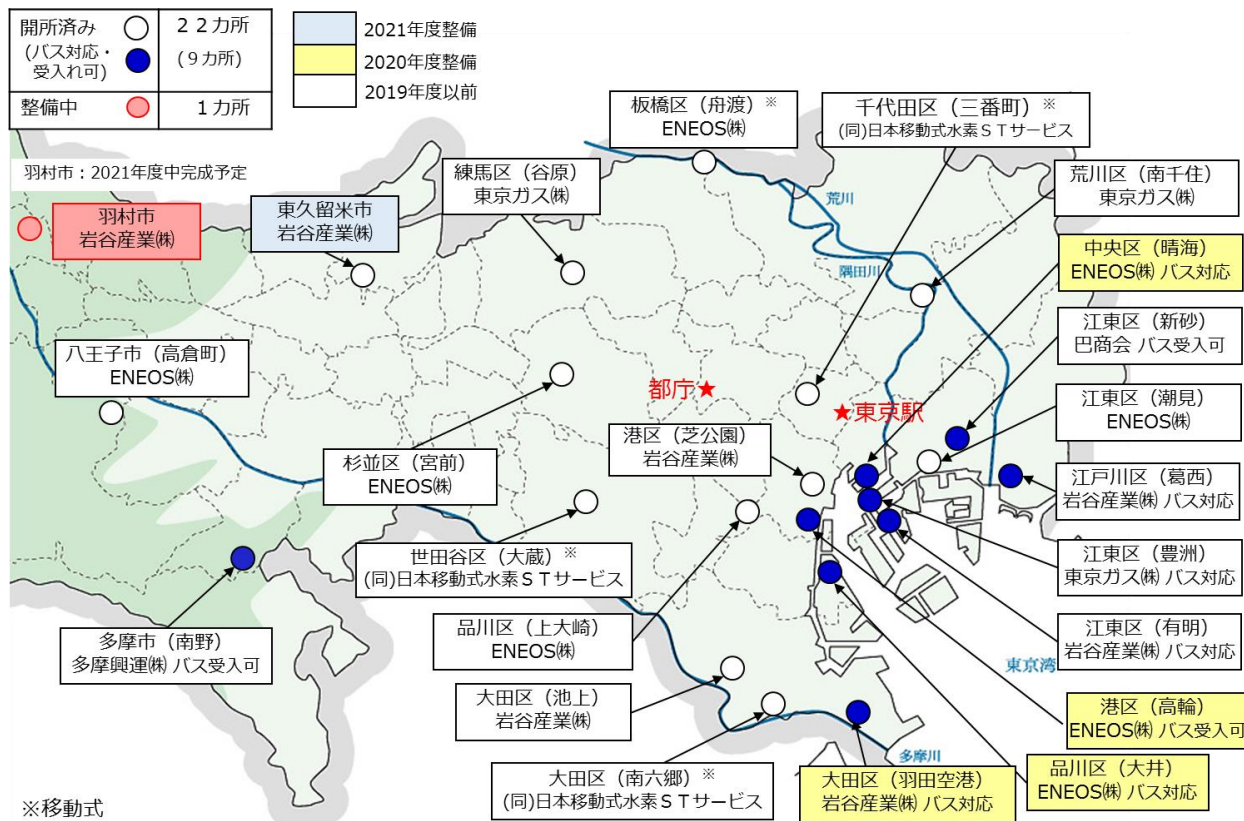 開所済み
(バス対応・
受入れ可)
２２カ所
(９カ所)
整備中
１カ所
2021年度整備
2020年度整備
2019年度以前
羽村市：2021年度中完成予定
羽村市
岩谷産業㈱
東久留米市
岩谷産業㈱
練馬区（谷原）
東京ガス㈱
板橋区（舟渡）※
ENEOS㈱
千代田区（三番町）※
(同)日本移動式水素ＳＴサービス
荒川区（南千住）
東京ガス㈱
中央区（晴海）
ENEOS㈱ バス対応
江東区（新砂）
巴商会 バス受入可
江東区（潮見）
ENEOS㈱
江戸川区（葛西）
岩谷産業㈱ バス対応
江東区（豊洲）
東京ガス㈱ バス対応
江東区（有明）
岩谷産業㈱ バス対応
港区（高輪）
ENEOS㈱ バス受入可
品川区（大井）
ENEOS㈱ バス対応
大田区（羽田空港）
岩谷産業㈱ バス対応
大田区（南六郷）※
(同)日本移動式水素ＳＴサービス
大田区（池上）
岩谷産業㈱
品川区（上大崎）
ENEOS㈱
世田谷区（大蔵）※
(同)日本移動式水素ＳＴサービス
杉並区（宮前）
ENEOS㈱
港区（芝公園）
岩谷産業㈱
八王子市（高倉町）
ENEOS㈱
多摩市（南野）
多摩興運㈱ バス受入可
都庁★
★東京駅
荒川
隅田川
東京湾
多摩川
※移動式